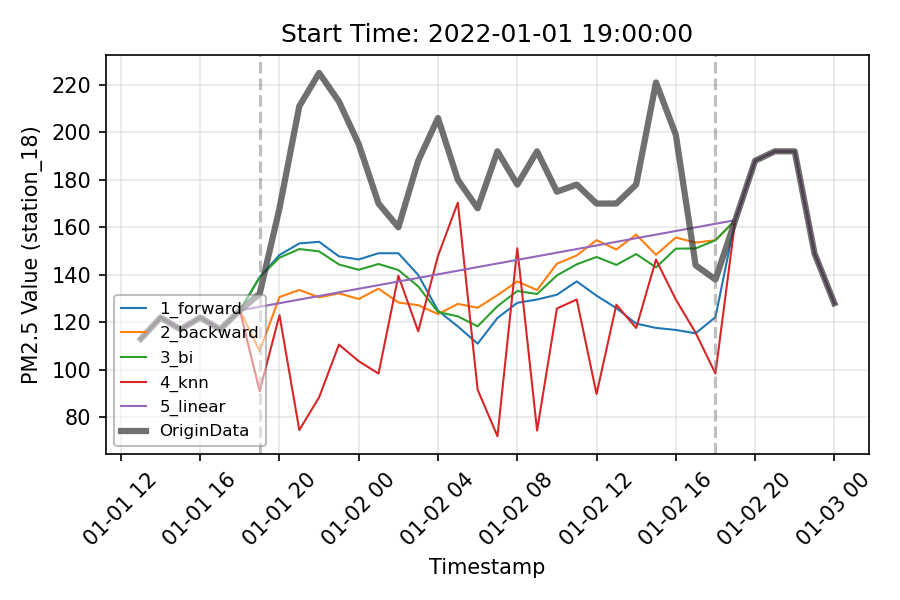 Start Time: 2022-01-01 19:00:00
PM2.5 Value (station_18)
220
200
180
160
140
120
100
80
1_forward
2_backward
3_bi
4_knn
5_linear
OriginData
01-01 12
01-01 16
01-01 20
01-02 00
01-02 04
01-02 08
01-02 12
01-02 16
01-02 20
01-03 00
Timestamp